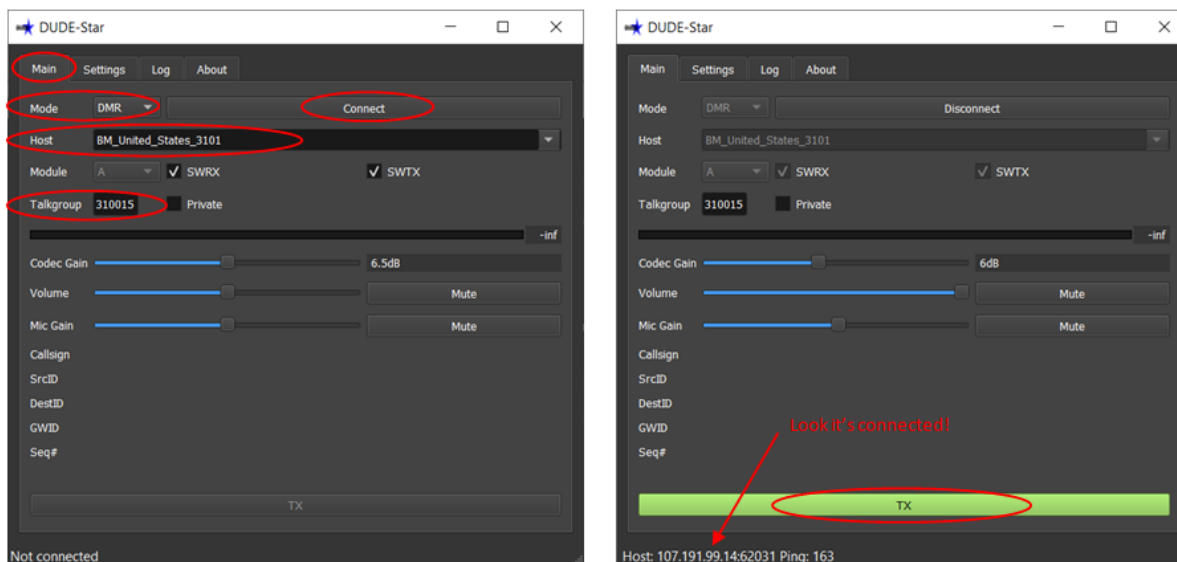 DUDE-Star
Main Settings Log About
Mode DMR Connect
Host BM_United_States_3101
Module A SWRX SWTX
Talkgroup 310015 Private
-inf
Codec Gain 6.5dB
Volume Mute
Mic Gain Mute
Callsign
SrcID
DestID
GWID
Seq#
TX
Not connected
DUDE-Star
Main Settings Log About
Mode DMR Disconnect
Host BM_United_States_3101
Module A SWRX SWTX
Talkgroup 310015 Private
-inf
Codec Gain 6dB
Volume Mute
Mic Gain Mute
Callsign
SrcID
DestID
GWID
Look it's connected!
Seq#
TX
Host: 107.191.99.14:62031 Ping: 163